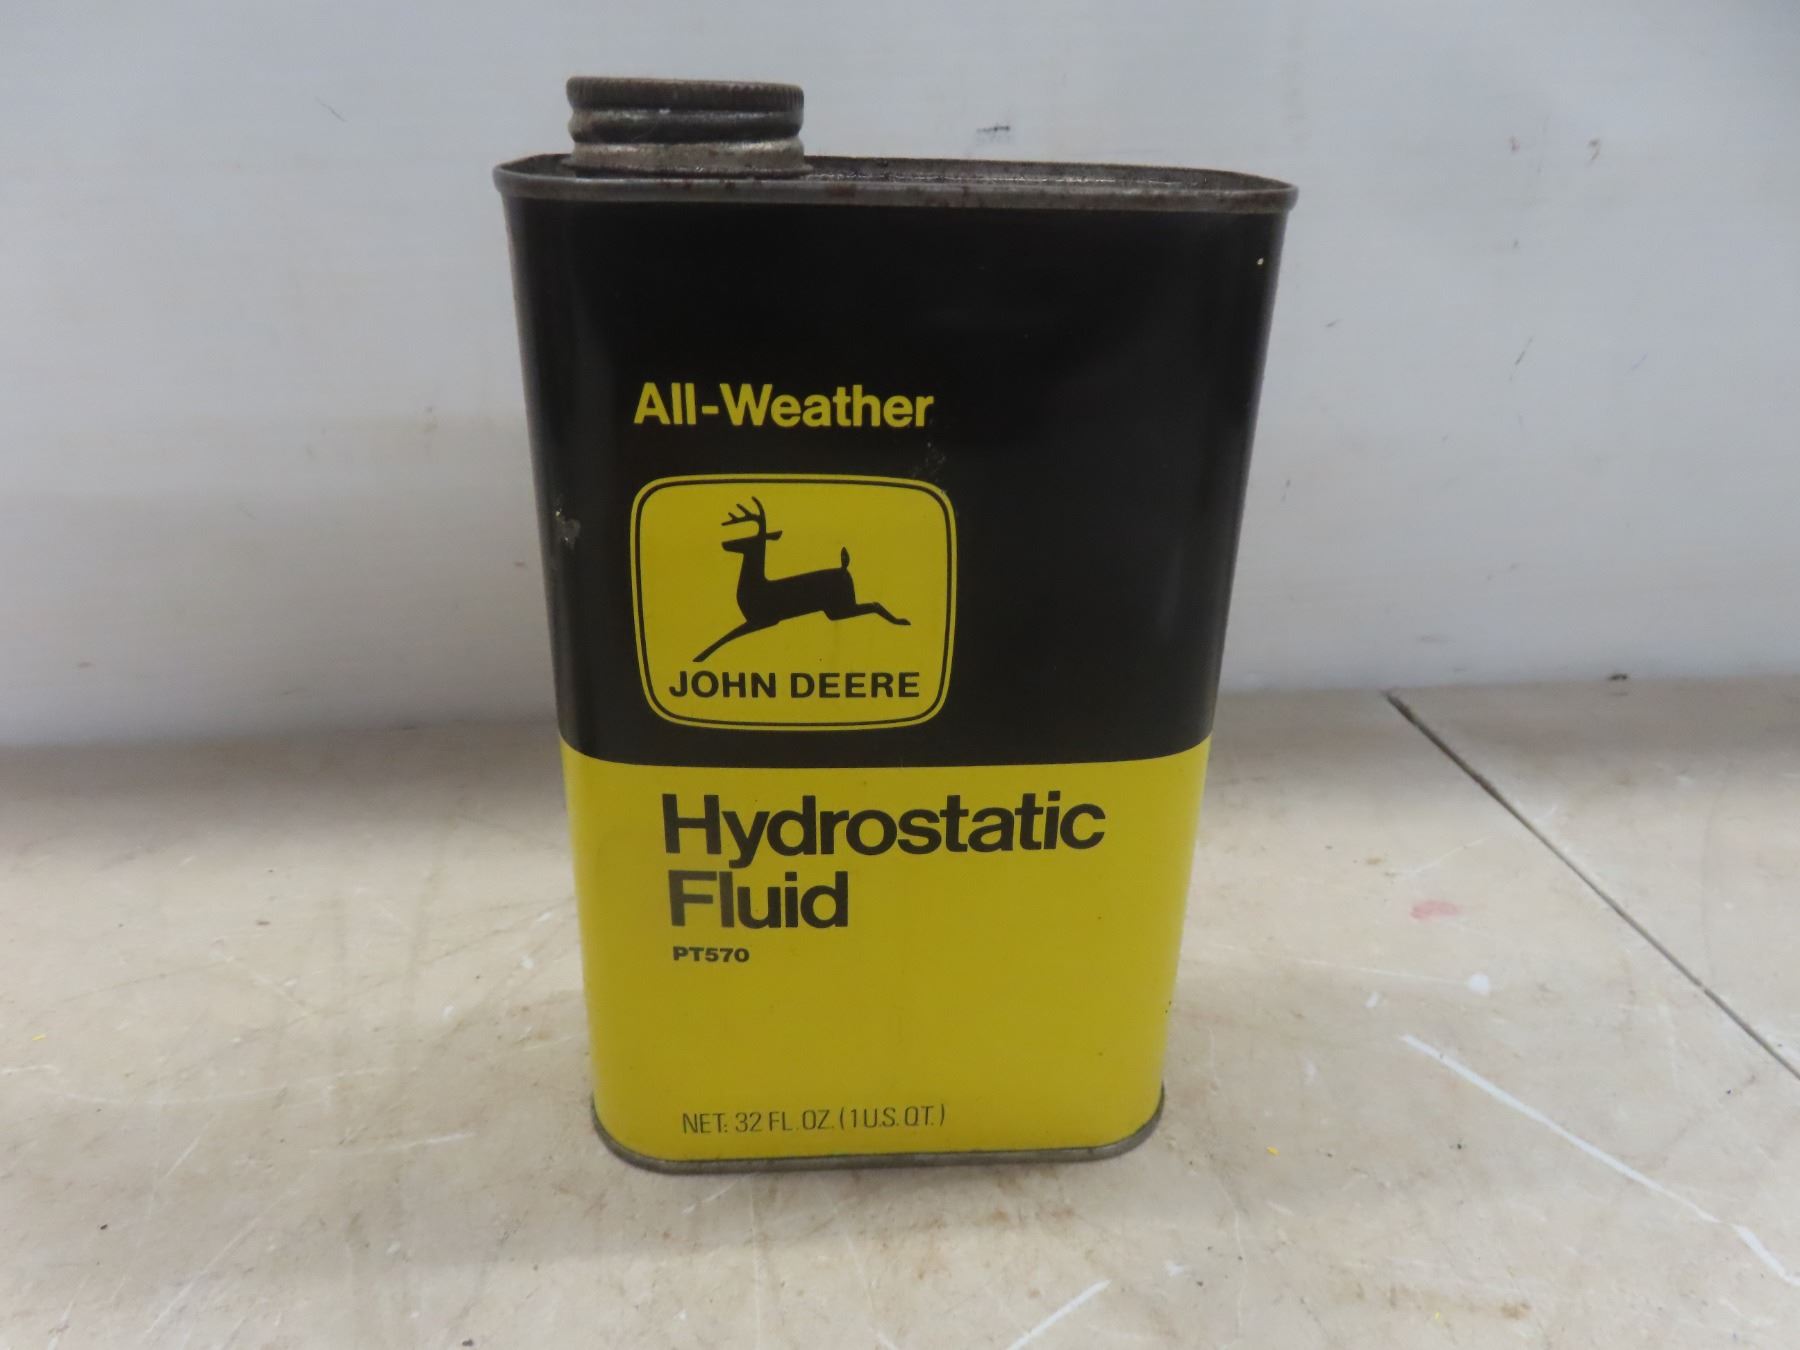 All-Weather
JOHN DEERE
Hydrostatic
Fluid
PT570
NET: 32 FL. OZ. (1 U.S. QT.)